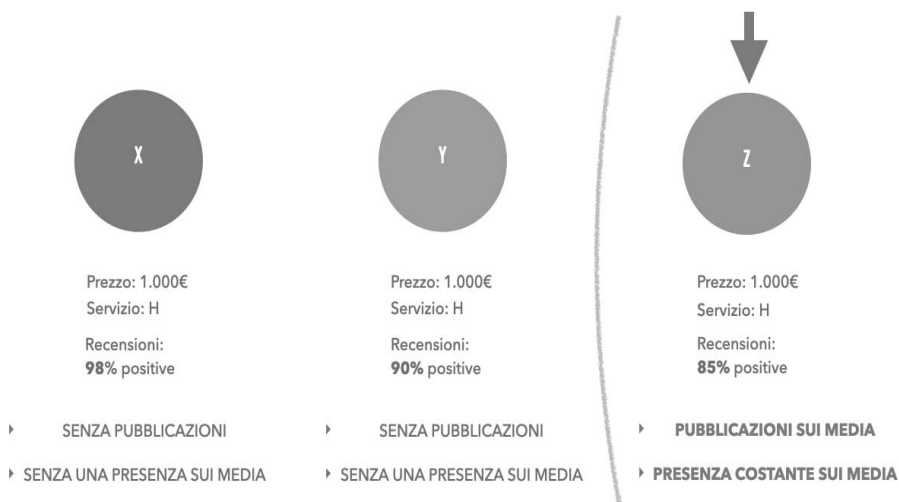 X
Prezzo: 1.000€
Servizio: H
Recensioni:
98% positive
SENZA PUBBLICAZIONI
SENZA UNA PRESENZA SUI MEDIA
Y
Prezzo: 1.000€
Servizio: H
Recensioni:
90% positive
SENZA PUBBLICAZIONI
SENZA UNA PRESENZA SUI MEDIA
Z
Prezzo: 1.000€
Servizio: H
Recensioni:
85% positive
PUBBLICAZIONI SUI MEDIA
PRESENZA COSTANTE SUI MEDIA